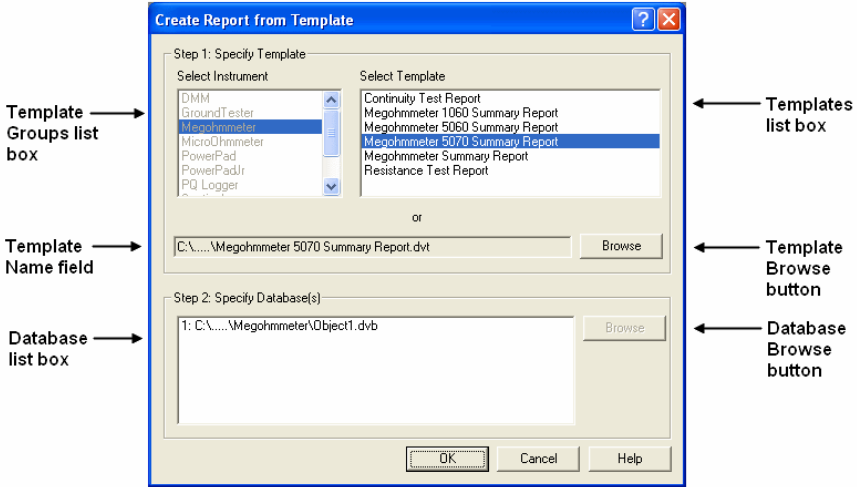 Create Report from Template
Step 1: Specify Template
Select Instrument
Select Template
DMM
GroundTester
Megohmmeter
MicroOhmmeter
PowerPad
PowerPadJr
PQ Logger
Continuity Test Report
Megohmmeter 1060 Summary Report
Megohmmeter 5060 Summary Report
Megohmmeter 5070 Summary Report
Megohmmeter Summary Report
Resistance Test Report
or
C:\.....\Megohmmeter 5070 Summary Report.dvt
Browse
Step 2: Specify Database(s)
1: C:\.....\Megohmmeter\Object1.dvb
Browse
OK
Cancel
Help
Template
Groups list
box
Template
Name field
Database
list box
Templates
list box
Template
Browse
button
Database
Browse
button